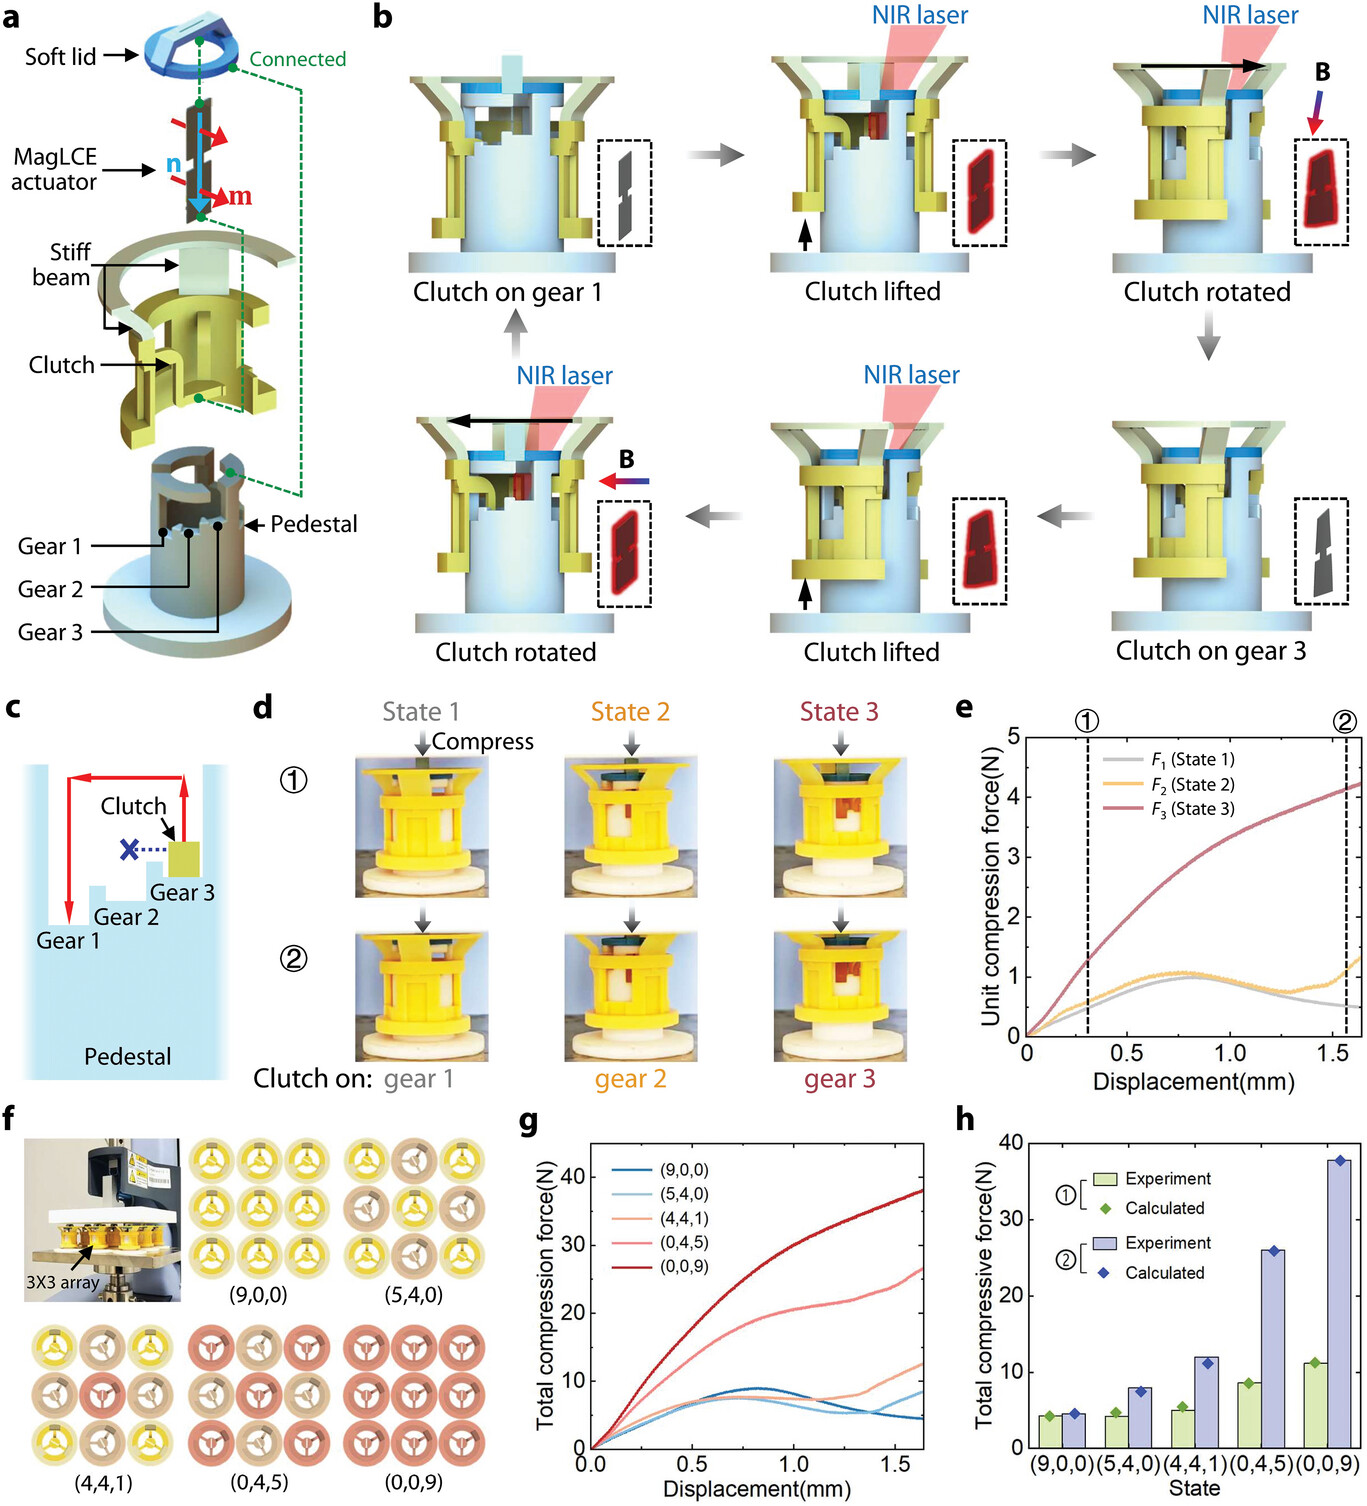 a
Soft lid
Connected
MagLCE
actuator
n
m
Stiff
beam
Clutch
Pedestal
Gear 1
Gear 2
Gear 3
b
NIR laser
NIR laser
B
Clutch on gear 1
Clutch lifted
Clutch rotated
NIR laser
NIR laser
B
Clutch rotated
Clutch lifted
Clutch on gear 3
c
Clutch
Gear 3
Gear 2
Gear 1
Pedestal
d
State 1
State 2
State 3
Compress
①
②
Clutch on: gear 1
gear 2
gear 3
e
① ②
Unit compression force(N)
5
4
3
2
1
0
F1 (State 1)
F2 (State 2)
F3 (State 3)
0 0.5 1.0 1.5
Displacement(mm)
f
3X3 array
(9,0,0)
(5,4,0)
(4,4,1)
(0,4,5)
(0,0,9)
g
Total compression force(N)
40
30
20
10
0
(9,0,0)
(5,4,0)
(4,4,1)
(0,4,5)
(0,0,9)
0.0 0.5 1.0 1.5
Displacement(mm)
h
Total compressive force(N)
40
30
20
10
0
① Experiment
Calculated
② Experiment
Calculated
(9,0,0) (5,4,0) (4,4,1) (0,4,5) (0,0,9)
State